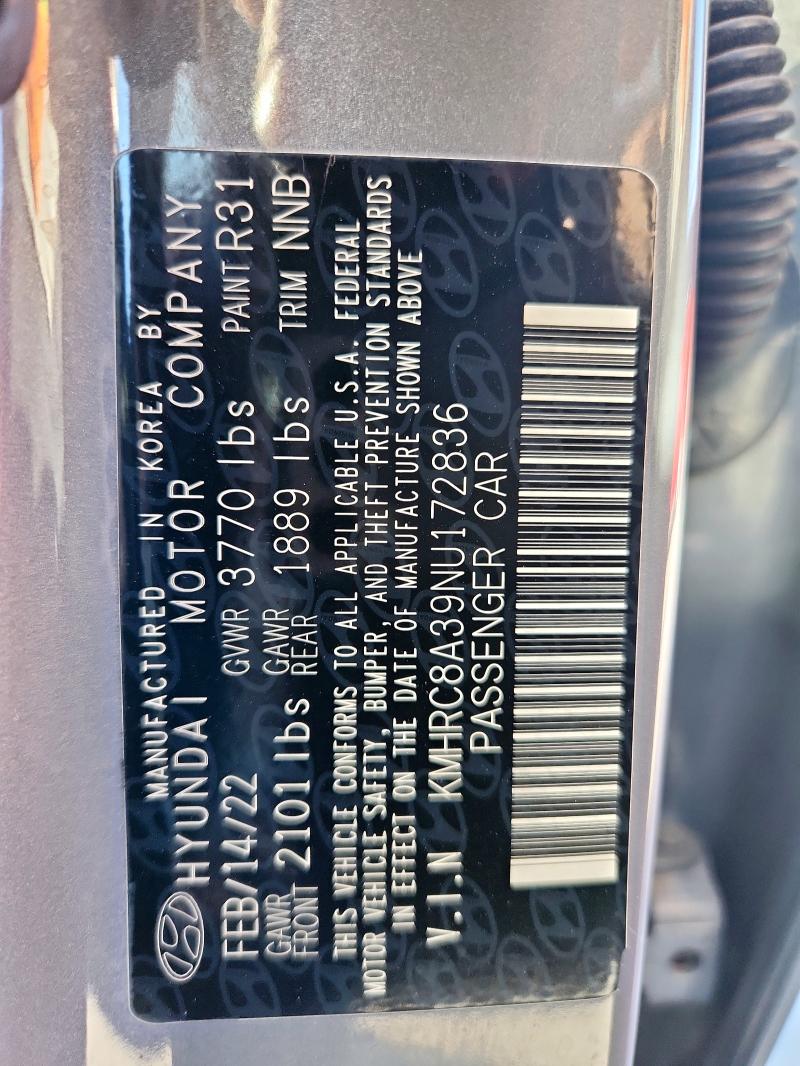 MANUFACTURED IN KOREA BY
HYUNDAI MOTOR COMPANY
FEB/14/22 GVWR 3770 lbs PAINT R31
GAWR FRONT 2101 lbs GAWR REAR 1889 lbs TRIM NNB
THIS VEHICLE CONFORMS TO ALL APPLICABLE U.S.A. FEDERAL
MOTOR VEHICLE SAFETY, BUMPER, AND THEFT PREVENTION STANDARDS
IN EFFECT ON THE DATE OF MANUFACTURE SHOWN ABOVE
V.I.N KMHRC8A39NU172836
PASSENGER CAR